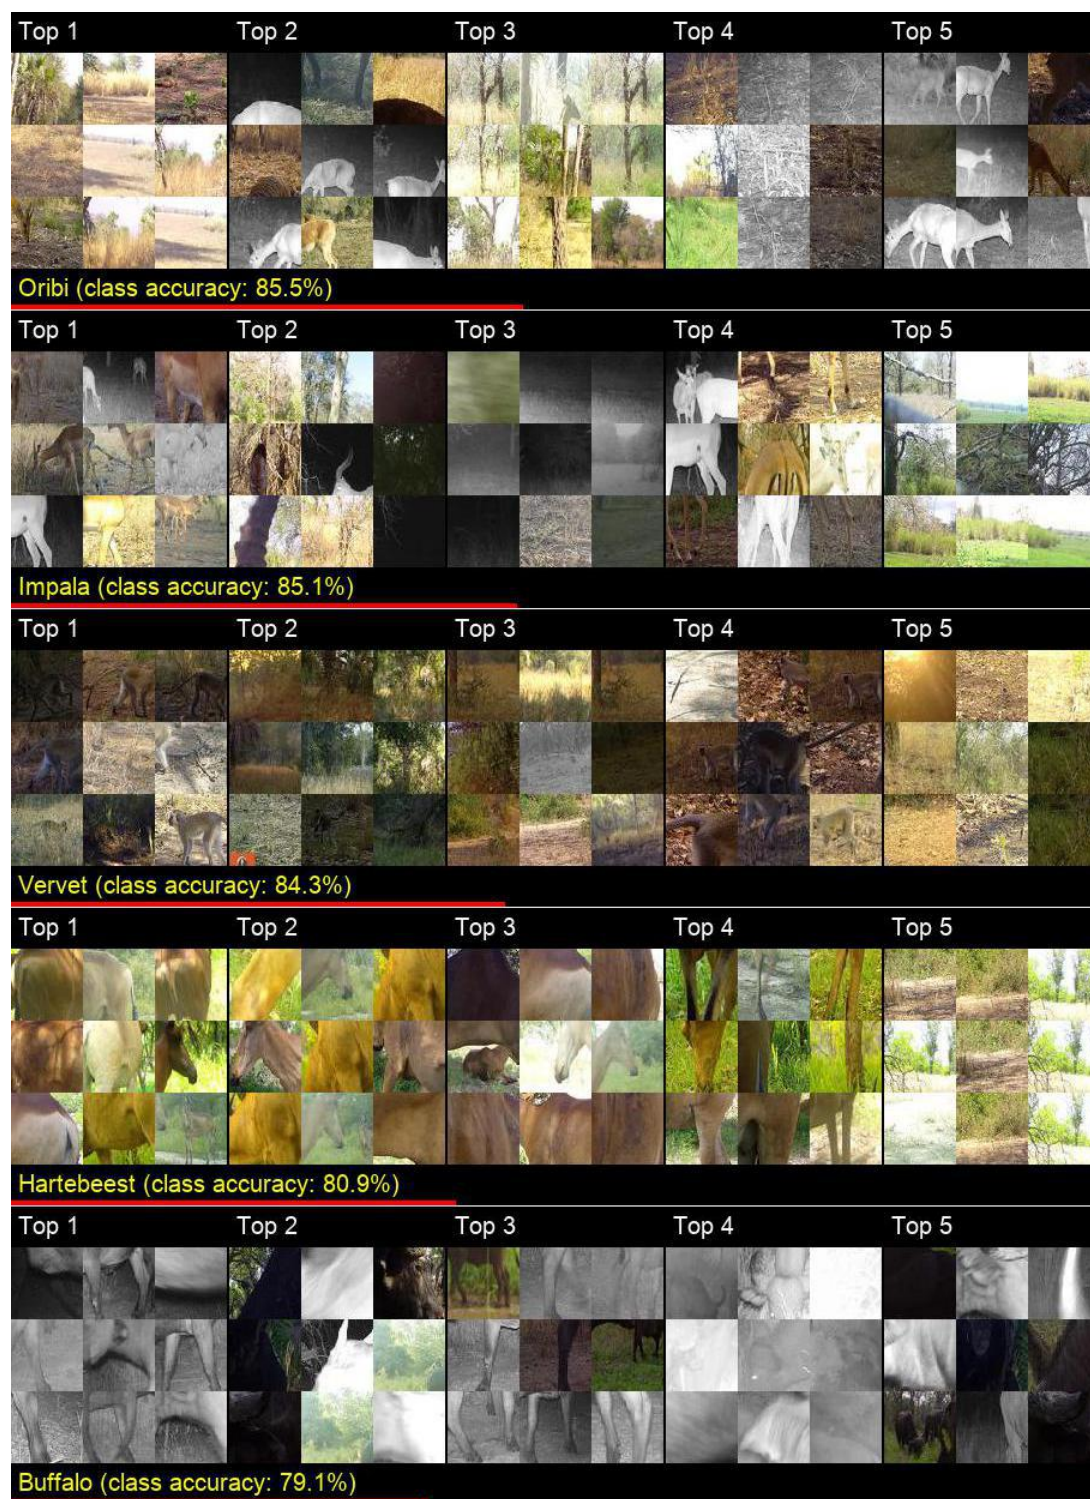 Top 1 Top 2 Top 3 Top 4 Top 5
Oribi (class accuracy: 85.5%)
Top 1 Top 2 Top 3 Top 4 Top 5
Impala (class accuracy: 85.1%)
Top 1 Top 2 Top 3 Top 4 Top 5
Vervet (class accuracy: 84.3%)
Top 1 Top 2 Top 3 Top 4 Top 5
Hartebeest (class accuracy: 80.9%)
Top 1 Top 2 Top 3 Top 4 Top 5
Buffalo (class accuracy: 79.1%)